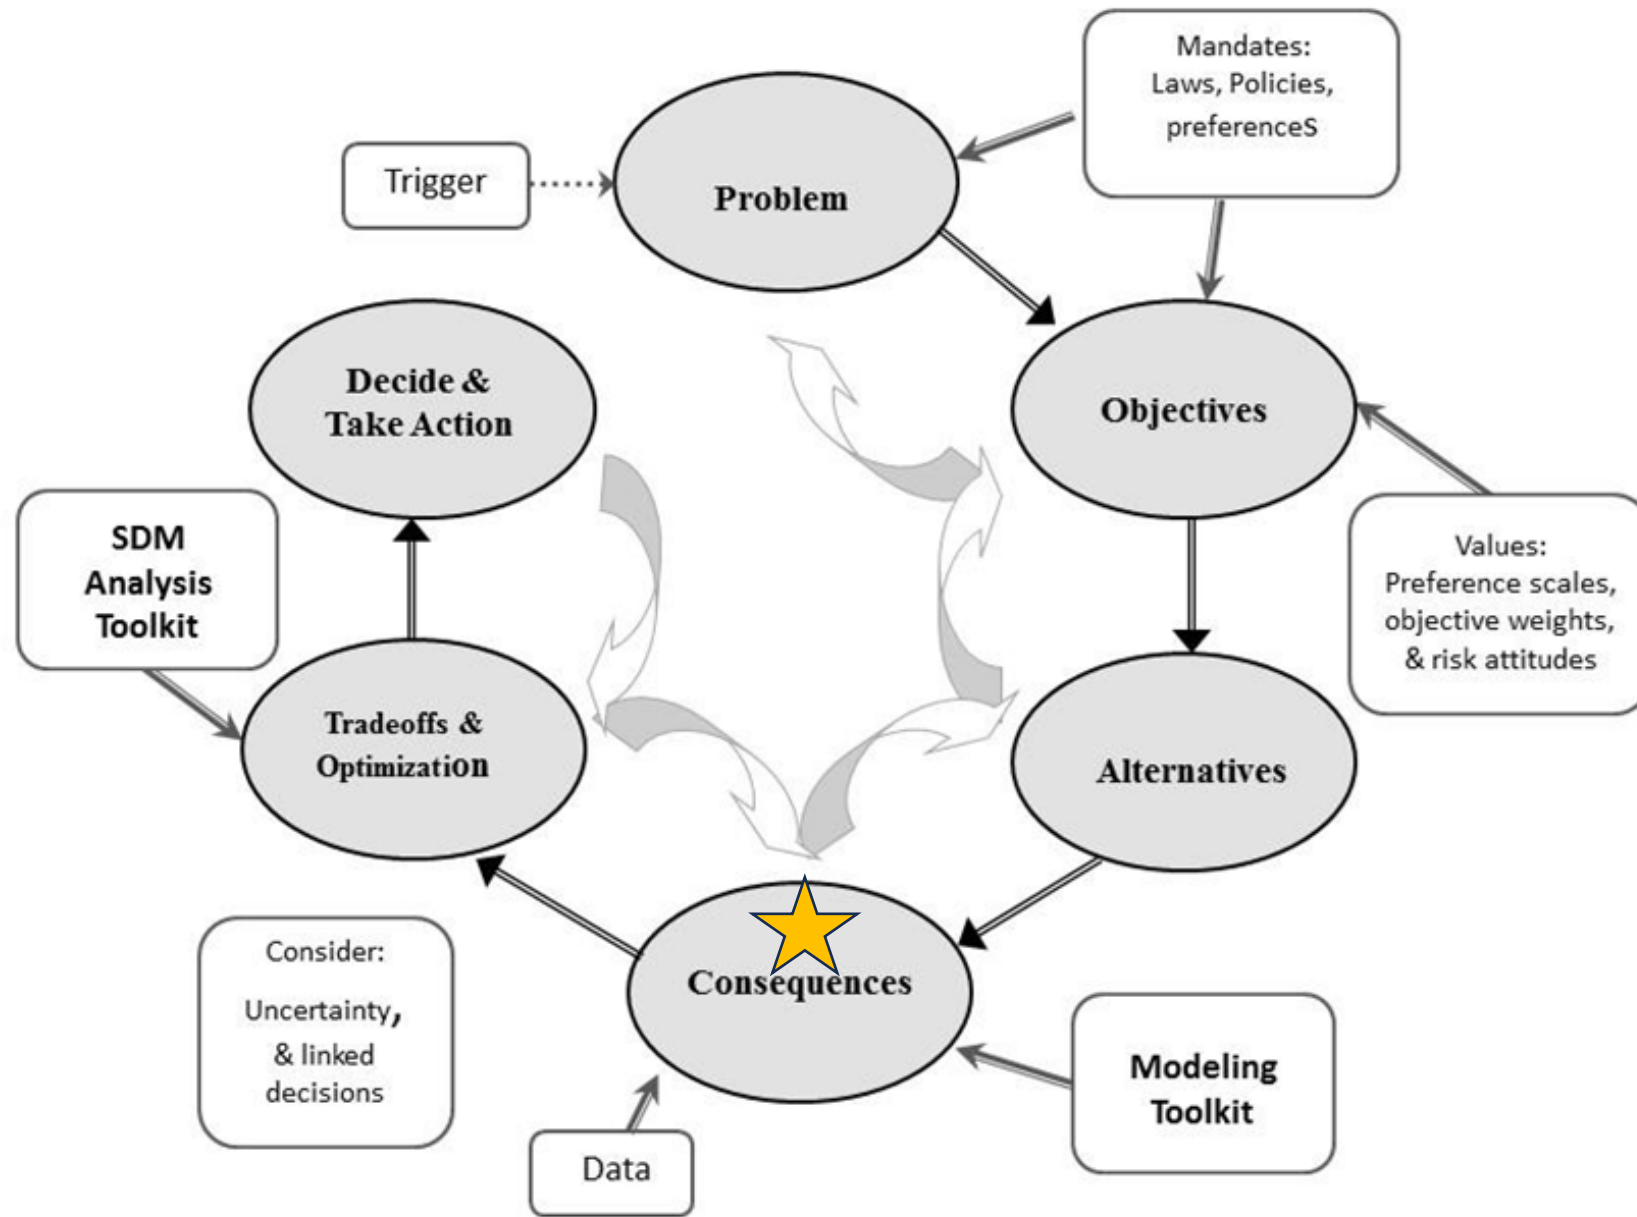 Mandates:
Laws, Policies,
preferences
Trigger
Problem
Decide &
Take Action
Objectives
SDM
Analysis
Toolkit
Values:
Preference scales,
objective weights,
& risk attitudes
Tradeoffs &
Optimization
Alternatives
Consequences
Consider:
Uncertainty,
& linked
decisions
Modeling
Toolkit
Data